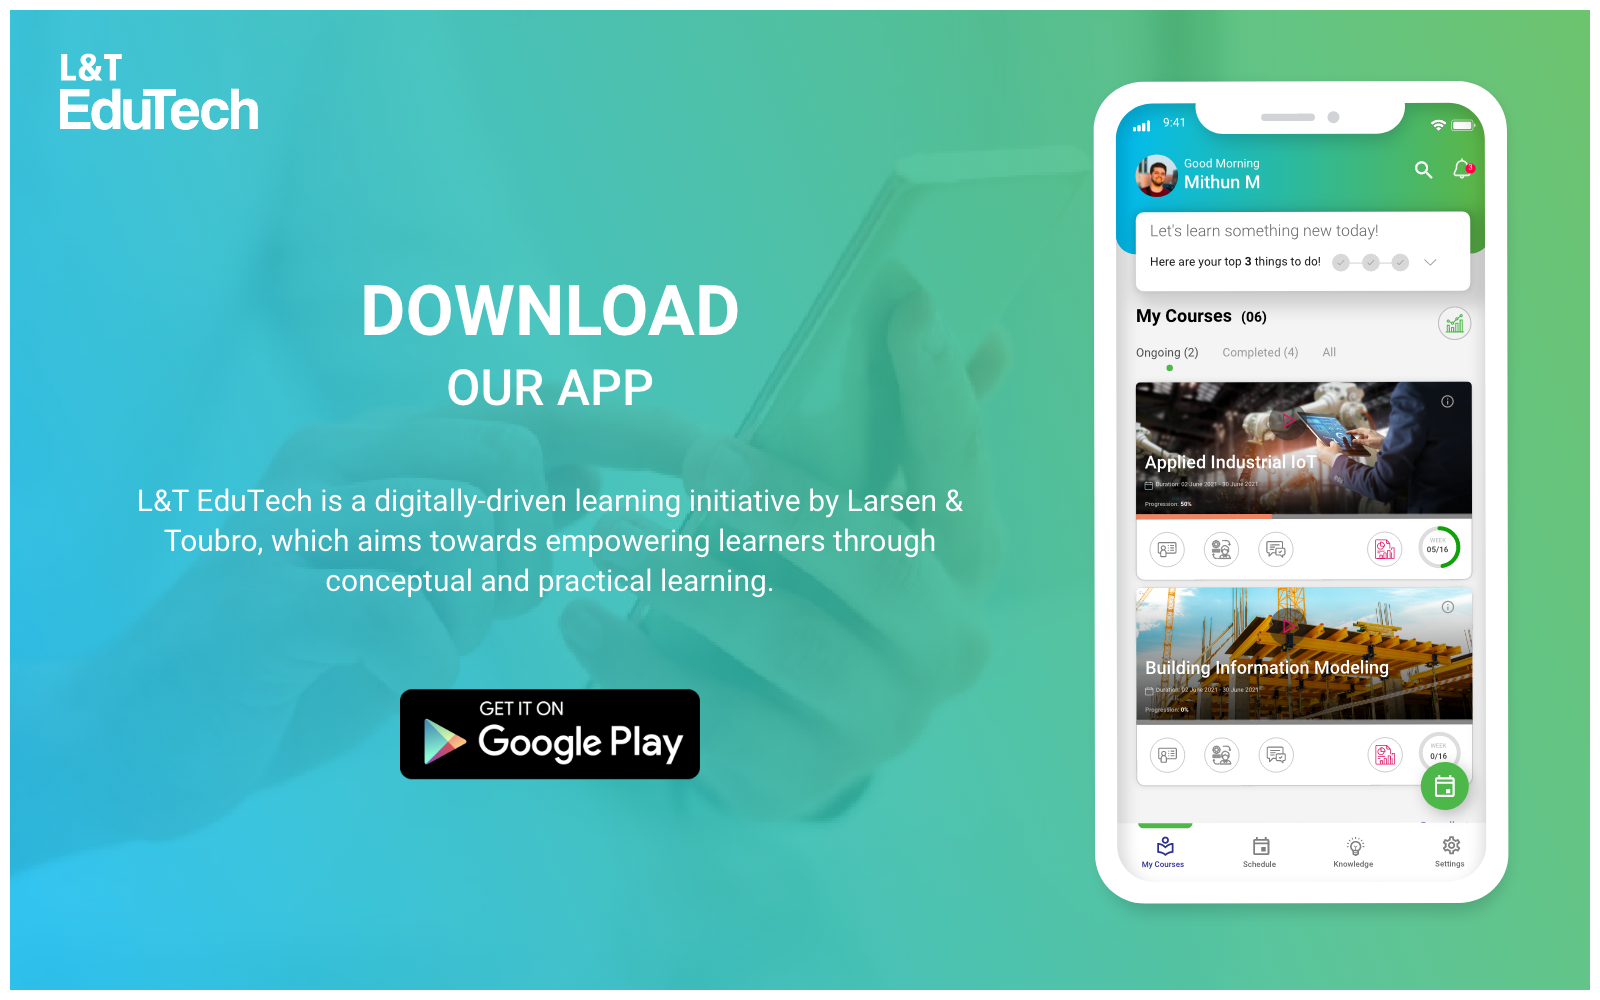 L&T
EduTech
DOWNLOAD
OUR APP
L&T EduTech is a digitally-driven learning initiative by Larsen &
Toubro, which aims towards empowering learners through
conceptual and practical learning.
GET IT ON
Google Play
9:41
Good Morning
Mithun M
3
Let's learn something new today!
Here are your top 3 things to do!
My Courses (06)
Ongoing (2) Completed (4) All
Applied Industrial IoT
Duration: 02 June 2021 - 30 June 2021
Progression: 50%
WEEK
05/16
Building Information Modeling
Duration: 02 June 2021 - 30 June 2021
Progression: 0%
WEEK
0/16
My Courses Schedule Knowledge Settings